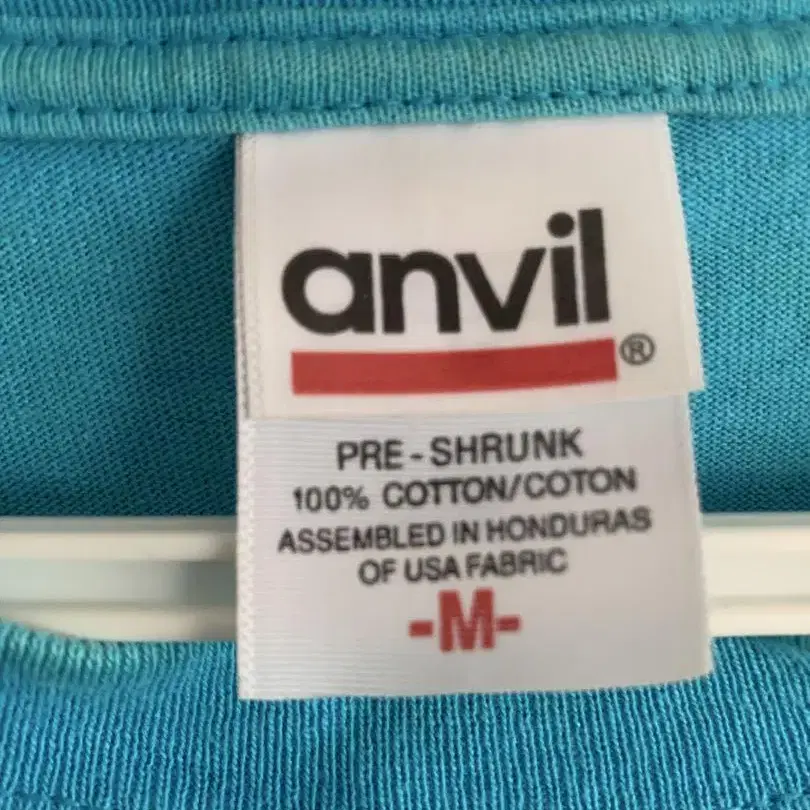 anvil®
PRE-SHRUNK
100% COTTON/COTON
ASSEMBLED IN HONDURAS
OF USA FABRIC
-M-